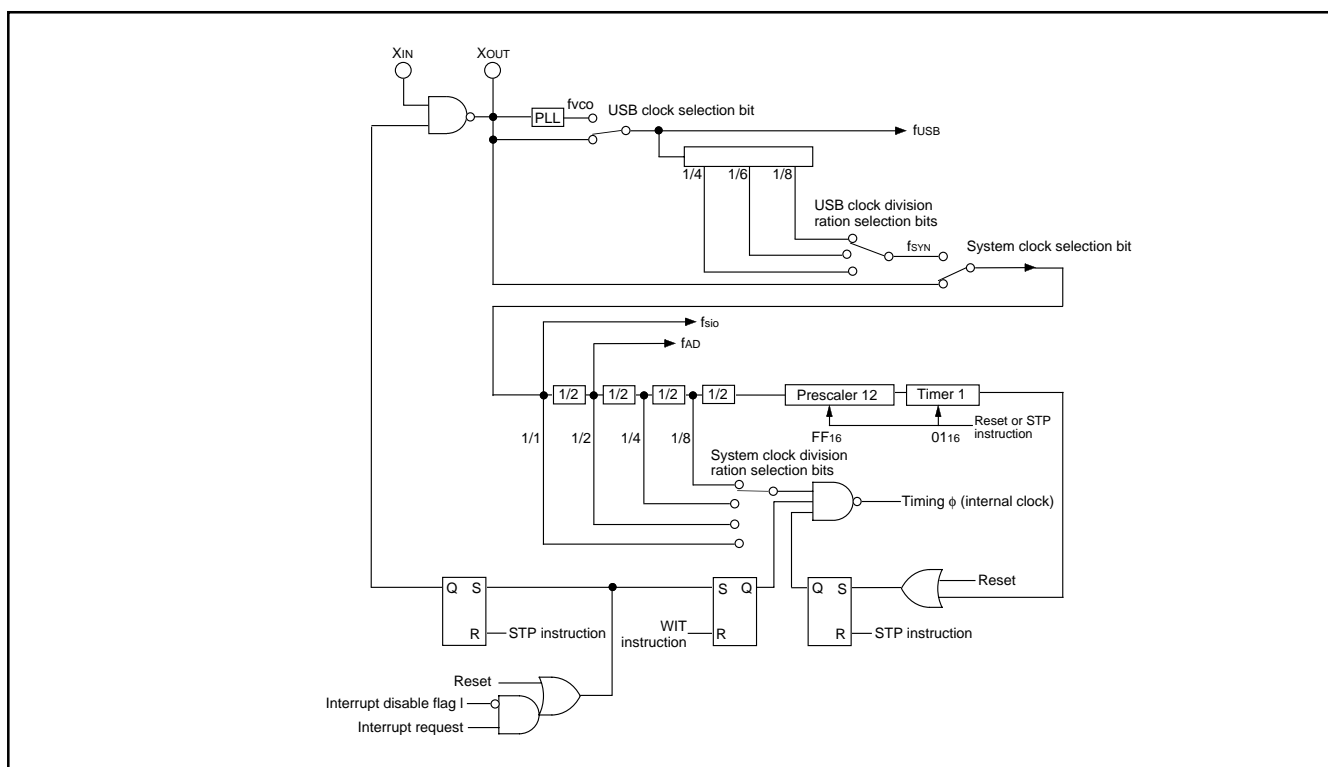 XIN
XOUT
PLL
fVCO
USB clock selection bit
fUSB
1/4
1/6
1/8
USB clock division
ration selection bits
fSYN
System clock selection bit
fsio
fAD
1/2
1/2
1/2
1/2
Prescaler 12
Timer 1
1/1
1/2
1/4
1/8
FF16
0116
Reset or STP
instruction
System clock division
ration selection bits
Timing ϕ (internal clock)
Q
S
R
STP instruction
WIT
instruction
S
Q
R
Q
S
R
STP instruction
Reset
Reset
Interrupt disable flag I
Interrupt request